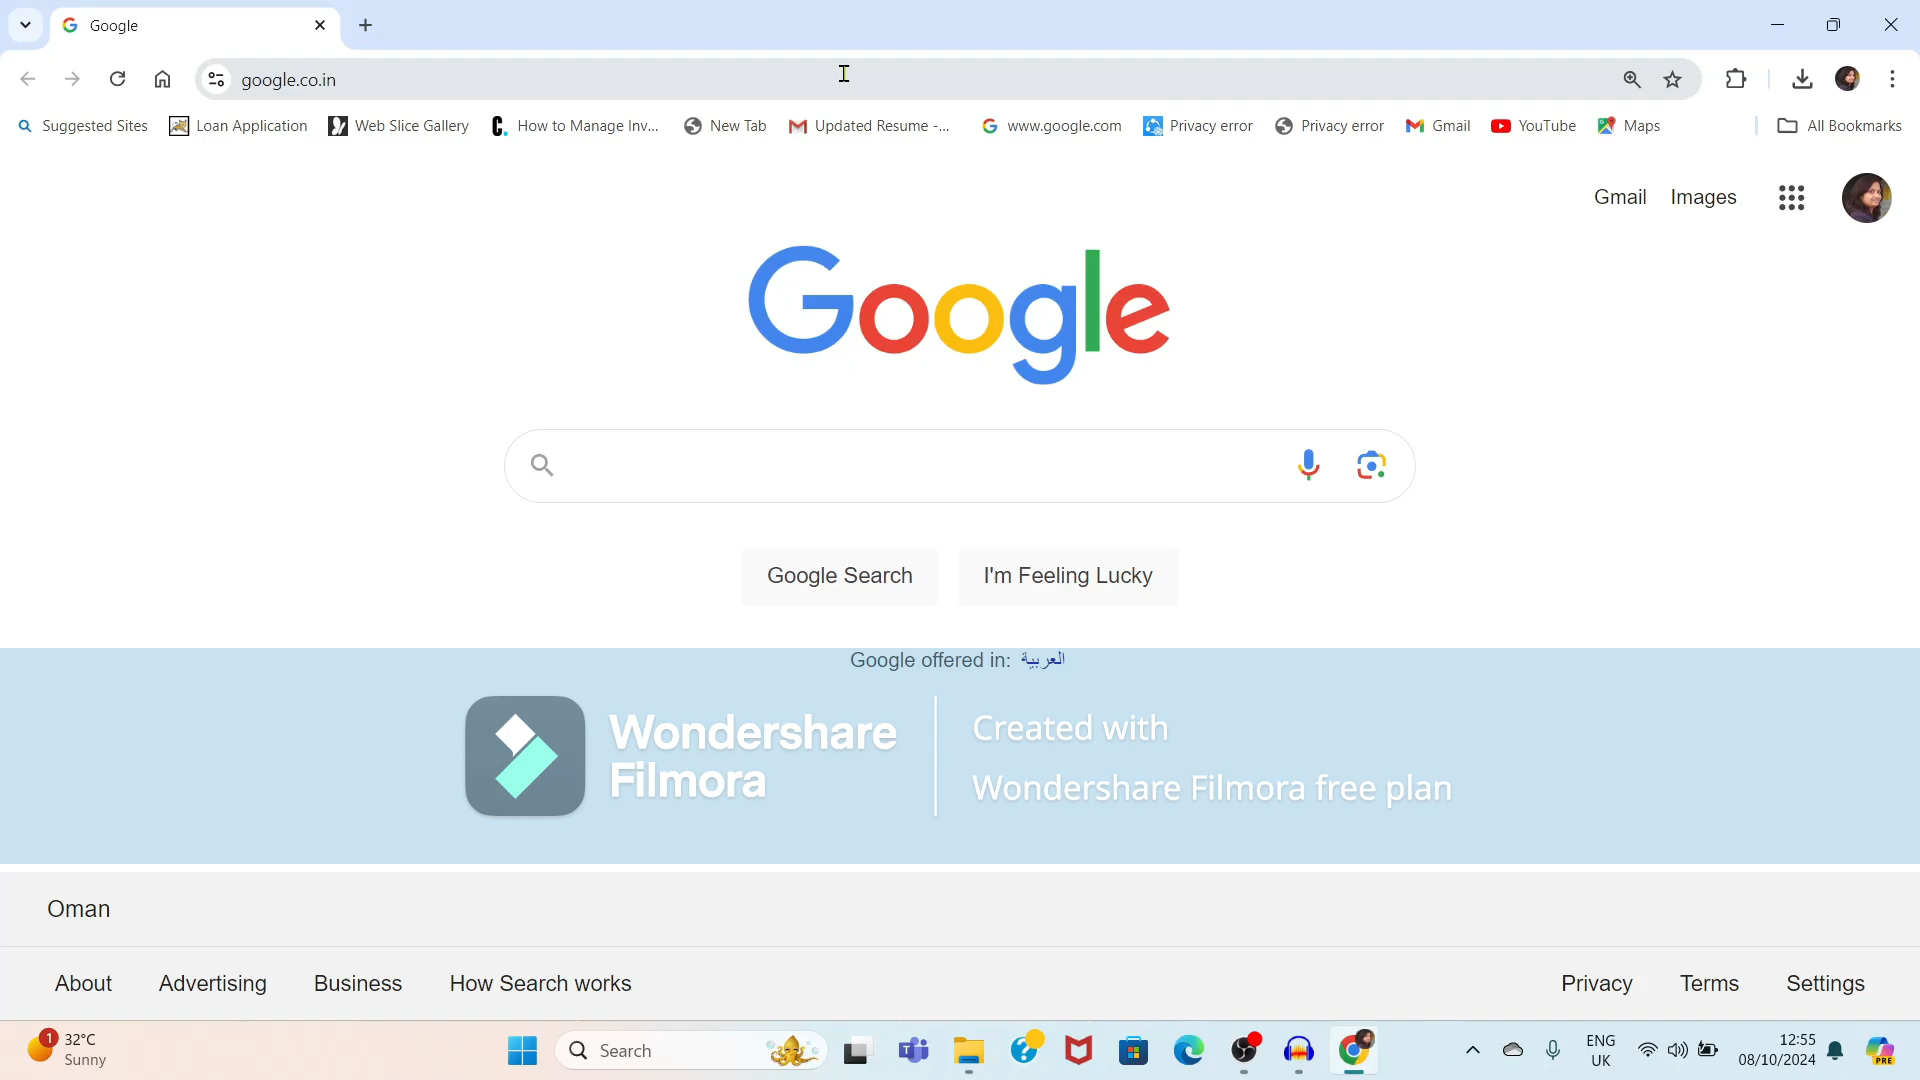 Google
google.co.in
Suggested Sites Loan Application Web Slice Gallery How to Manage Inv... New Tab Updated Resume -... www.google.com Privacy error Privacy error Gmail YouTube Maps All Bookmarks
Gmail Images
Google
Google Search I'm Feeling Lucky
Google offered in: العربية
Wondershare
Filmora
Created with
Wondershare Filmora free plan
Oman
About Advertising Business How Search works Privacy Terms Settings
1 32°C
Sunny
Search
ENG
UK
12:55
08/10/2024
PRE